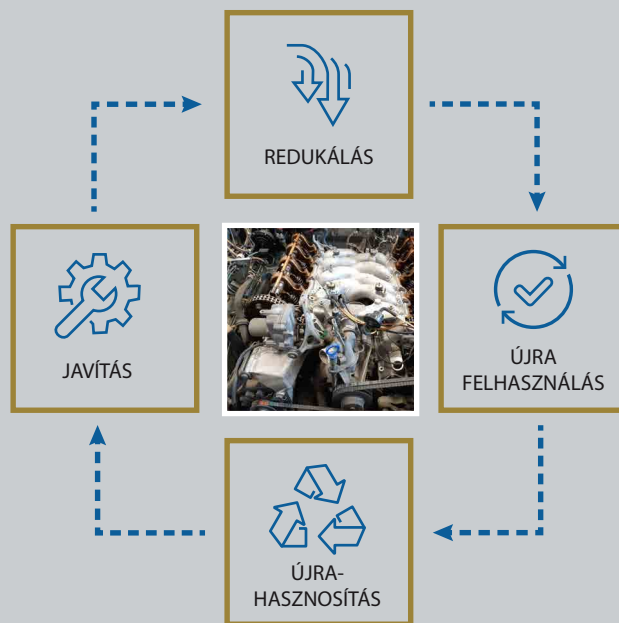 REDUKÁLÁS
JAVÍTÁS
ÚJRA
FELHASZNÁLÁS
ÚJRA-
HASZNOSÍTÁS